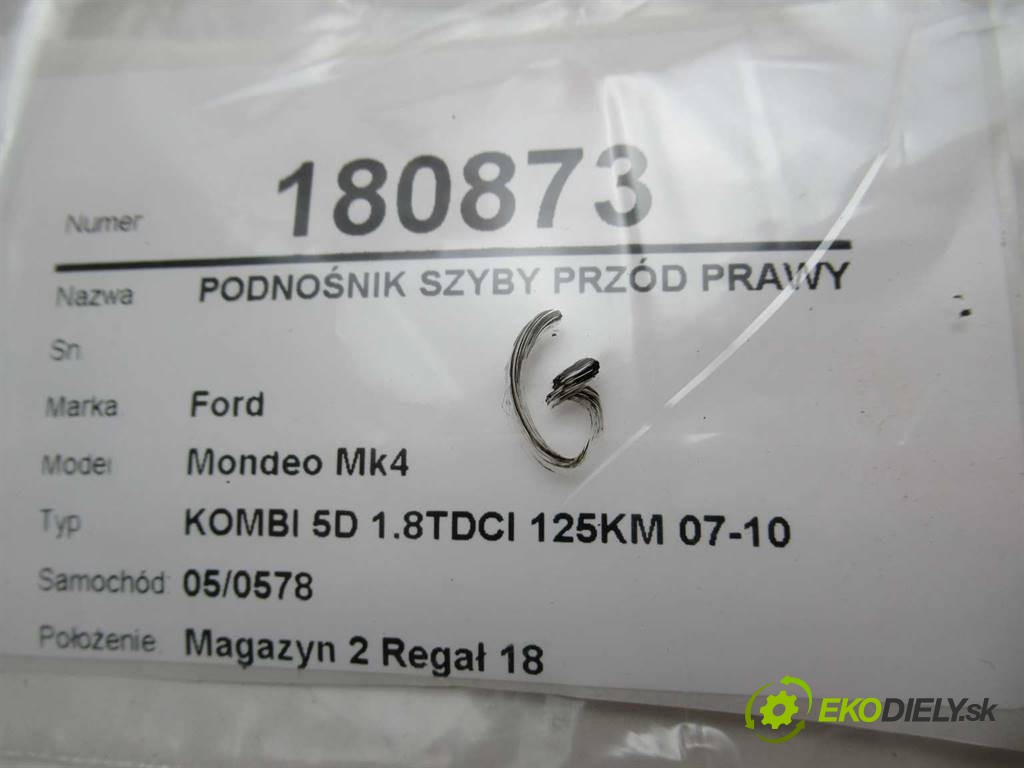 Numer 180873
Nazwa PODNOŚNIK SZYBY PRZÓD PRAWY
Sn
G
Marka Ford
Model Mondeo Mk4
Typ KOMBI 5D 1.8TDCI 125KM 07-10
Samochód: 05/0578
Położenie Magazyn 2 Regał 18
EKODIELY.sk